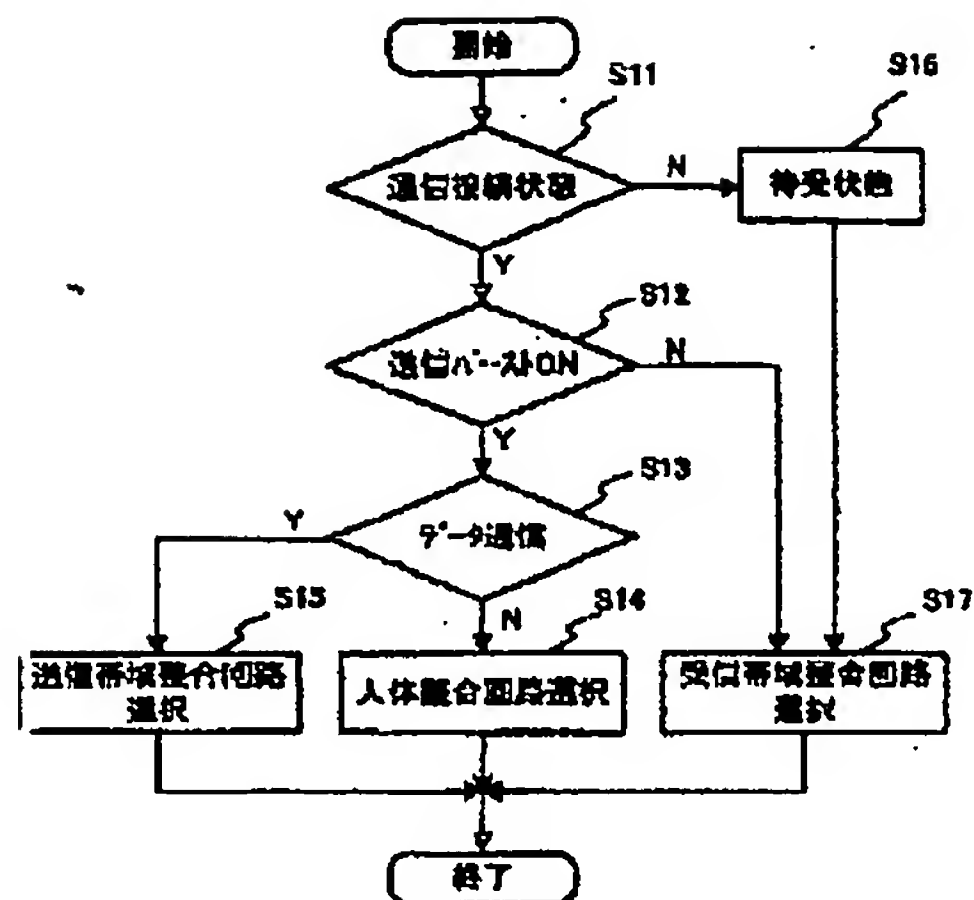 開始
S11
S16
通信接続状態
N
待受状態
Y
S12
送信バーストON
N
Y
S13
データ通信
Y
N
S15
S14
S17
送信帯域整合回路
選択
人体整合回路選択
受信帯域整合回路
選択
終了